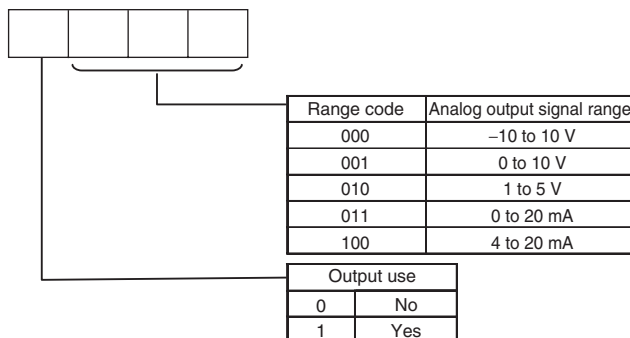 Range code Analog output signal range
000 −10 to 10 V
001 0 to 10 V
010 1 to 5 V
011 0 to 20 mA
100 4 to 20 mA
Output use
0 No
1 Yes